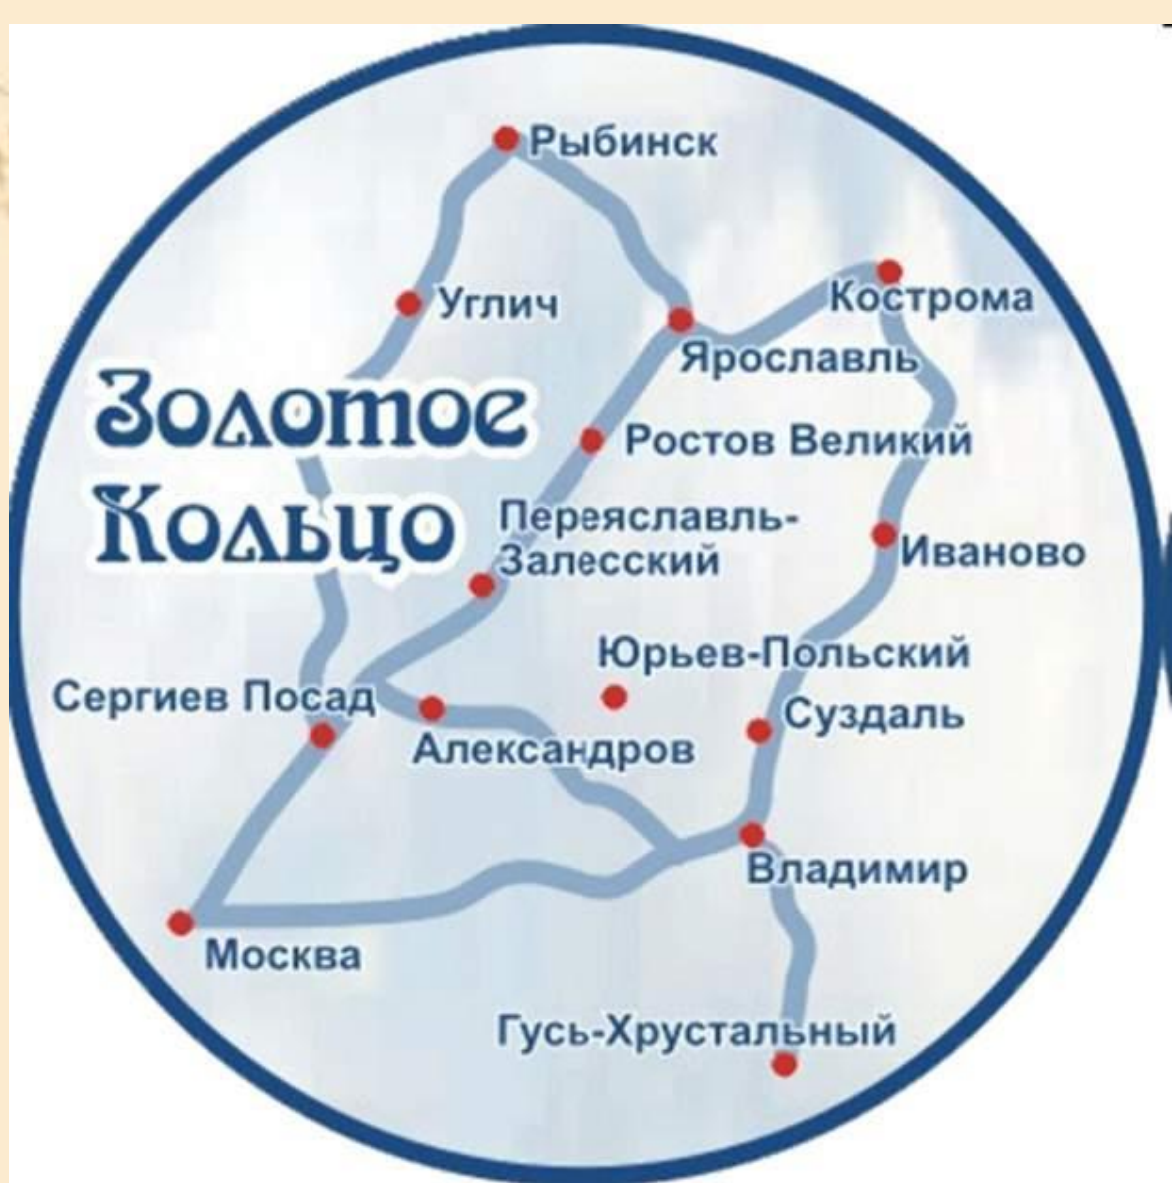 Рыбинск
Углич
Кострома
Ярославль
Золотое
Кольцо
Ростов Великий
Переяславль-
Залесский
Иваново
Юрьев-Польский
Сергиев Посад
Суздаль
Александров
Владимир
Москва
Гусь-Хрустальный